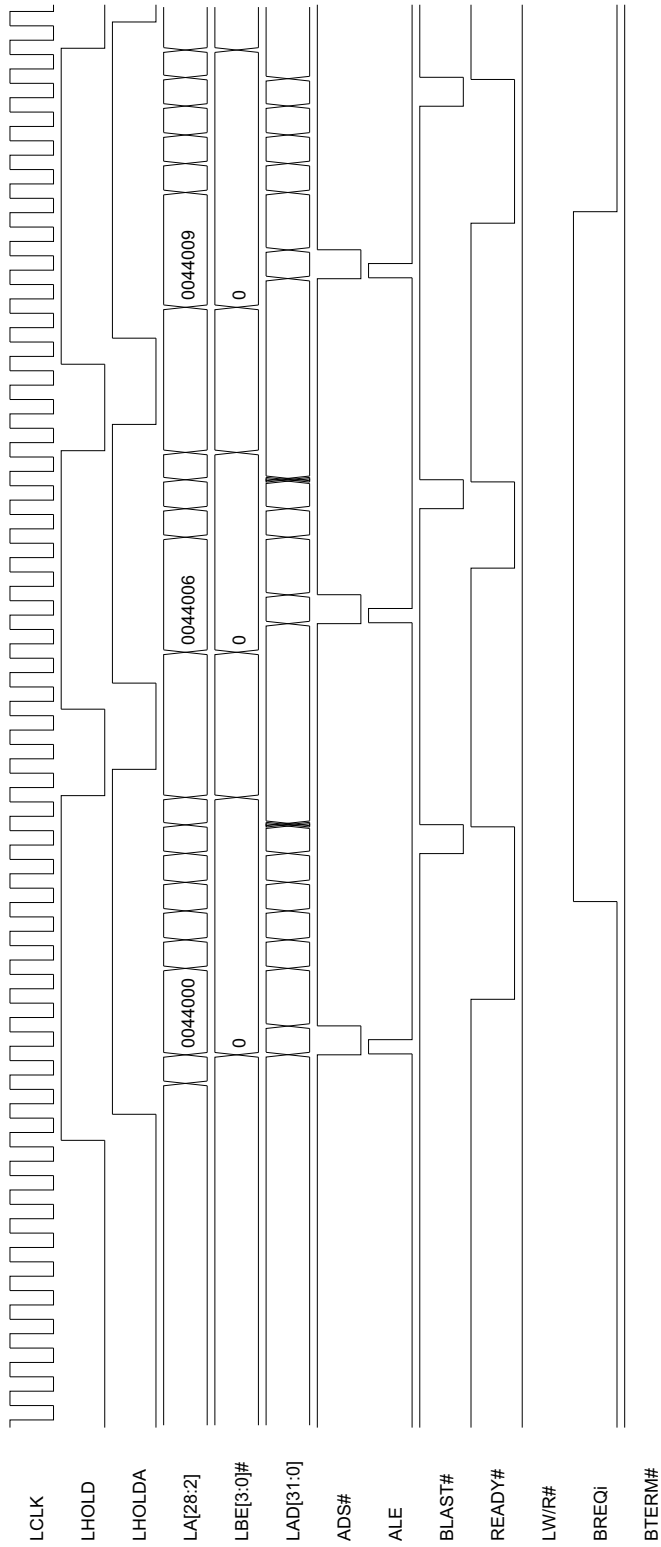 LCLK
LHOLD
LHOLDA
LA[28:2] 0044000 0044006 0044009
LBE[3:0]# 0 0 0
LAD[31:0]
ADS#
ALE
BLAST#
READY#
LW/R#
BREQi
BTERM#